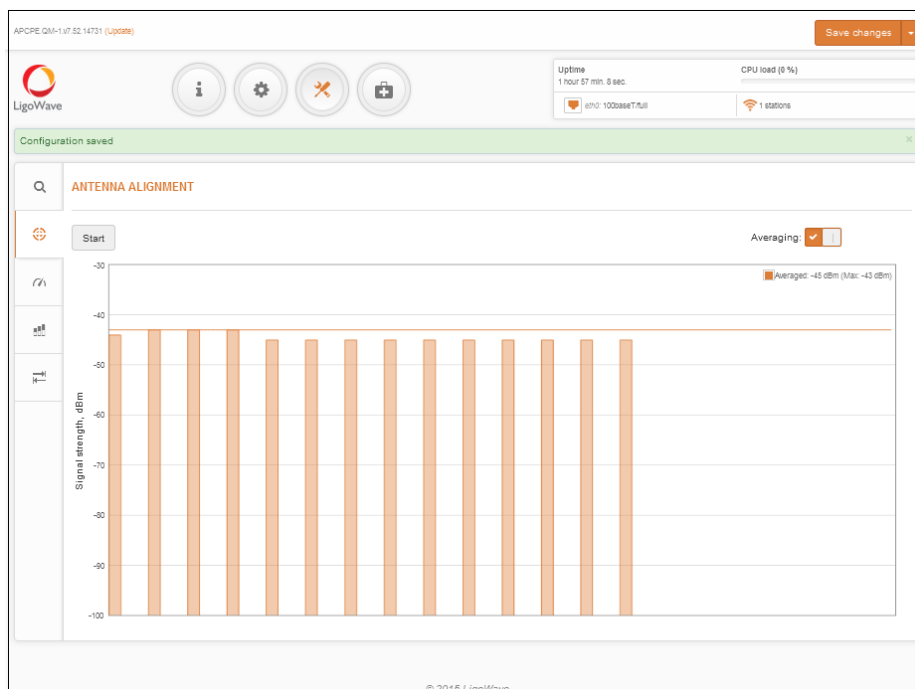 APCPE.QM-1.v7.52.14731 (Update)
Save changes
LigoWave
Uptime
1 hour 57 min. 8 sec.
CPU load (0 %)
eth0: 100baseT/full
1 stations
Configuration saved
×
ANTENNA ALIGNMENT
Start
Averaging:
Averaged: -45 dBm (Max: -43 dBm)
Signal strength, dBm
-30
-40
-50
-60
-70
-80
-90
-100
© 2015 LigoWave